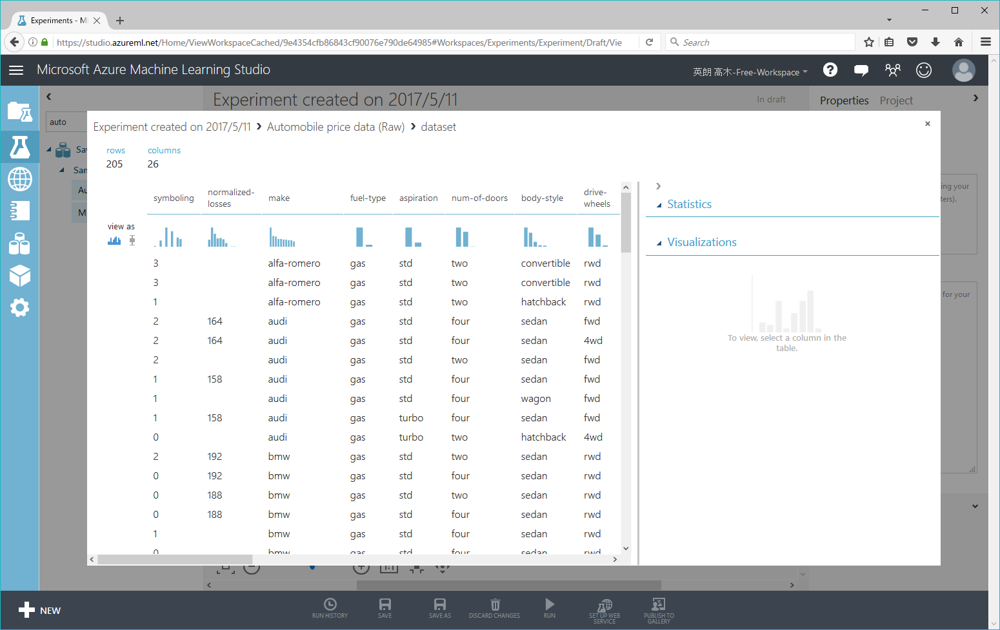 Experiments - Mi
https://studio.azureml.net/Home/ViewWorkspaceCached/9e4354cfb86843cf90076e790de64985#Workspaces/Experiments/Experiment/Draft/Vie
Search
Microsoft Azure Machine Learning Studio
英朗 高木-Free-Workspace
Experiment created on 2017/5/11
In draft
Properties Project
auto
Experiment created on 2017/5/11 > Automobile price data (Raw) > dataset
rows columns
205 26
symboling normalized-losses make fuel-type aspiration num-of-doors body-style drive-wheels
view as
3 alfa-romero gas std two convertible rwd
3 alfa-romero gas std two convertible rwd
1 alfa-romero gas std two hatchback rwd
2 164 audi gas std four sedan fwd
2 164 audi gas std four sedan 4wd
2 audi gas std two sedan fwd
1 158 audi gas std four sedan fwd
1 audi gas std four wagon fwd
1 158 audi gas turbo four sedan fwd
0 audi gas turbo two hatchback 4wd
2 192 bmw gas std two sedan rwd
0 192 bmw gas std four sedan rwd
0 188 bmw gas std two sedan rwd
0 188 bmw gas std four sedan rwd
1 bmw gas std four sedan rwd
0 bmw gas std four sedan rwd
Statistics
Visualizations
To view, select a column in the
table.
ing your
ters).
for your
NEW
RUN HISTORY
SAVE
SAVE AS
DISCARD CHANGES
RUN
SET UP WEB
SERVICE
PUBLISH TO
GALLERY